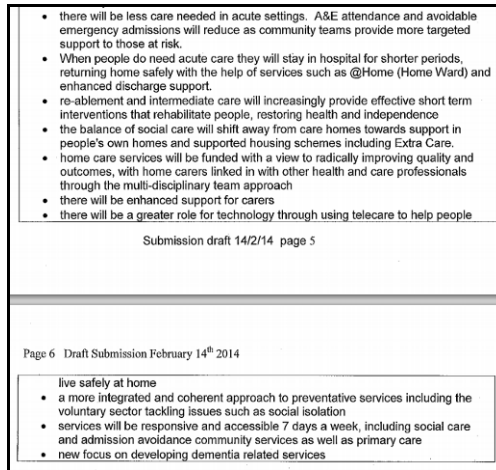 • there will be less care needed in acute settings. A&E attendance and avoidable
emergency admissions will reduce as community teams provide more targeted
support to those at risk.
• When people do need acute care they will stay in hospital for shorter periods,
returning home safely with the help of services such as @Home (Home Ward) and
enhanced discharge support.
• re-ablement and intermediate care will increasingly provide effective short term
interventions that rehabilitate people, restoring health and independence
• the balance of social care will shift away from care homes towards support in
people's own homes and supported housing schemes including Extra Care.
• home care services will be funded with a view to radically improving quality and
outcomes, with home carers linked in with other health and care professionals
through the multi-disciplinary team approach
• there will be enhanced support for carers
• there will be a greater role for technology through using telecare to help people
Submission draft 14/2/14 page 5
Page 6 Draft Submission February 14th 2014
live safely at home
• a more integrated and coherent approach to preventative services including the
voluntary sector tackling issues such as social isolation
• services will be responsive and accessible 7 days a week, including social care
and admission avoidance community services as well as primary care
• new focus on developing dementia related services